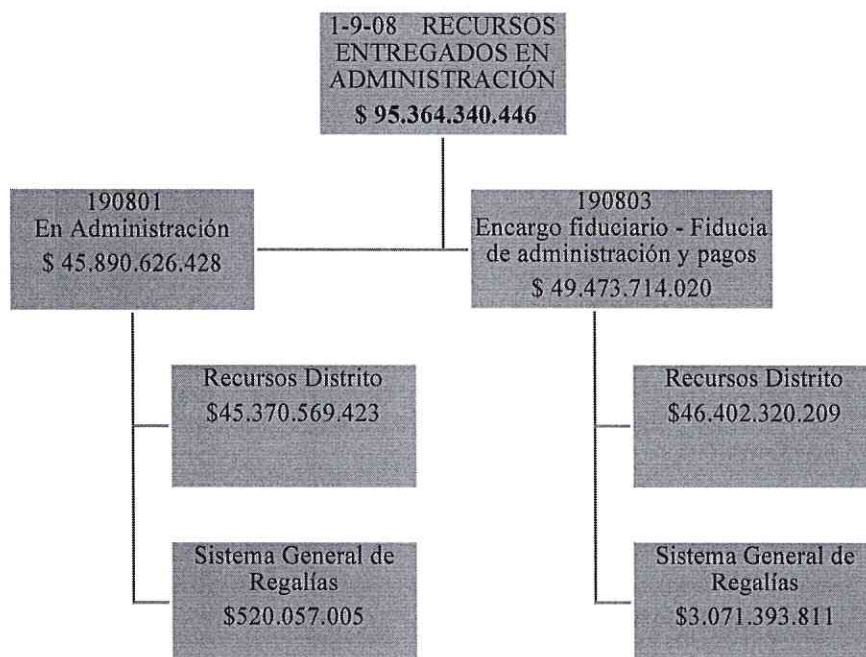 1-9-08 RECURSOS
ENTREGADOS EN
ADMINISTRACIÓN
$ 95.364.340.446
190801
En Administración
$ 45.890.626.428
190803
Encargo fiduciario - Fiducia
de administración y pagos
$ 49.473.714.020
Recursos Distrito
$45.370.569.423
Recursos Distrito
$46.402.320.209
Sistema General de
Regalías
$520.057.005
Sistema General de
Regalías
$3.071.393.811